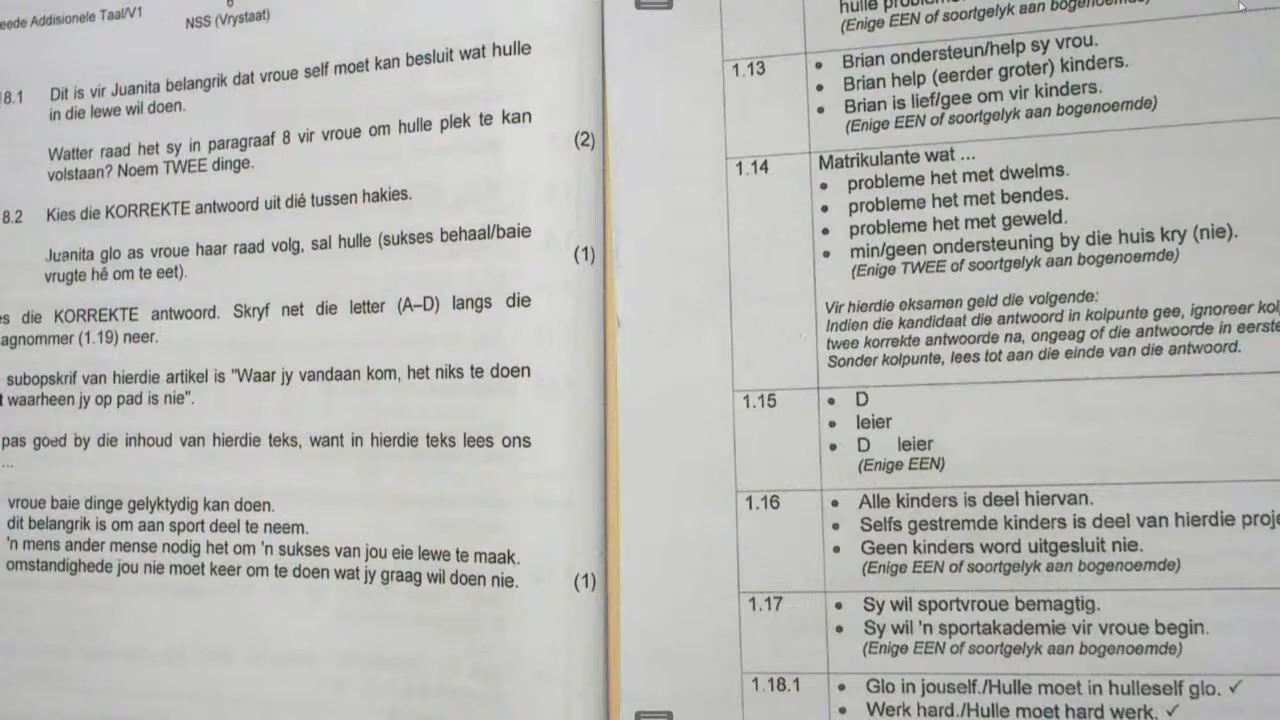 Taal/V1
NSS (Vrystaat)
8.1 Dit is vir Juanita belangrik dat vroue self moet kan besluit wat hulle
in die lewe wil doen.
Watter raad het sy in paragraaf 8 vir vroue om hulle plek te kan
volstaan? Noem TWEE dinge. (2)
8.2 Kies die KORREKTE antwoord uit dié tussen hakies.
Juanita glo as vroue haar raad volg, sal hulle (sukses behaal/baie
vrugte hê om te eet). (1)
die KORREKTE antwoord. Skryf net die letter (A–D) langs die
(1.19) neer.
subopskrif van hierdie artikel is "Waar jy vandaan kom, het niks te doen
waarheen jy op pad is nie".
pas goed by die inhoud van hierdie teks, want in hierdie teks lees ons
...
vroue baie dinge gelyktydig kan doen.
dit belangrik is om aan sport deel te neem.
'n mens ander mense nodig het om 'n sukses van jou eie lewe te maak.
omstandighede jou nie moet keer om te doen wat jy graag wil doen nie. (1)
hulle
(Enige EEN of soortgelyk aan bogenoemde)
1.13 • Brian ondersteun/help sy vrou.
• Brian help (eerder groter) kinders.
• Brian is lief/gee om vir kinders.
(Enige EEN of soortgelyk aan bogenoemde)
1.14 Matrikulante wat ...
• probleme het met dwelms.
• probleme het met bendes.
• probleme het met geweld.
• min/geen ondersteuning by die huis kry (nie).
(Enige TWEE of soortgelyk aan bogenoemde)
Vir hierdie eksamen geld die volgende:
Indien die kandidaat die antwoord in kolpunte gee, ignoreer
twee korrekte antwoorde na, ongeag of die antwoorde in
Sonder kolpunte, lees tot aan die einde van die antwoord.
1.15 • D
• leier
• D leier
(Enige EEN)
1.16 • Alle kinders is deel hiervan.
• Selfs gestremde kinders is deel van hierdie
• Geen kinders word uitgesluit nie.
(Enige EEN of soortgelyk aan bogenoemde)
1.17 • Sy wil sportvroue bemagtig.
• Sy wil 'n sportakademie vir vroue begin.
(Enige EEN of soortgelyk aan bogenoemde)
1.18.1 • Glo in jouself./Hulle moet in hulleself glo. ✓
• Werk hard./Hulle moet hard werk. ✓